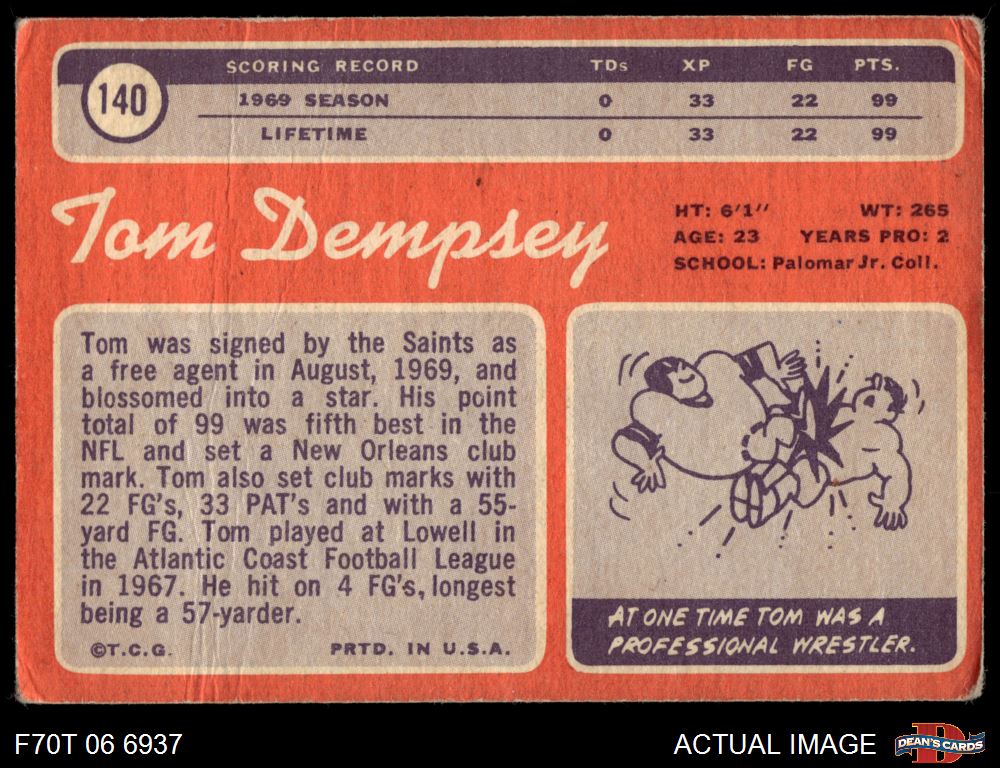 140
SCORING RECORD TDs XP FG PTS.
1969 SEASON 0 33 22 99
LIFETIME 0 33 22 99
Tom Dempsey
HT: 6'1'' WT: 265
AGE: 23 YEARS PRO: 2
SCHOOL: Palomar Jr. Coll.
Tom was signed by the Saints as
a free agent in August, 1969, and
blossomed into a star. His point
total of 99 was fifth best in the
NFL and set a New Orleans club
mark. Tom also set club marks with
22 FG's, 33 PAT's and with a 55-
yard FG. Tom played at Lowell in
the Atlantic Coast Football League
in 1967. He hit on 4 FG's, longest
being a 57-yarder.
©T.C.G. PRTD. IN U.S.A.
AT ONE TIME TOM WAS A
PROFESSIONAL WRESTLER.
F70T 06 6937
ACTUAL IMAGE
D
DEAN'S CARDS